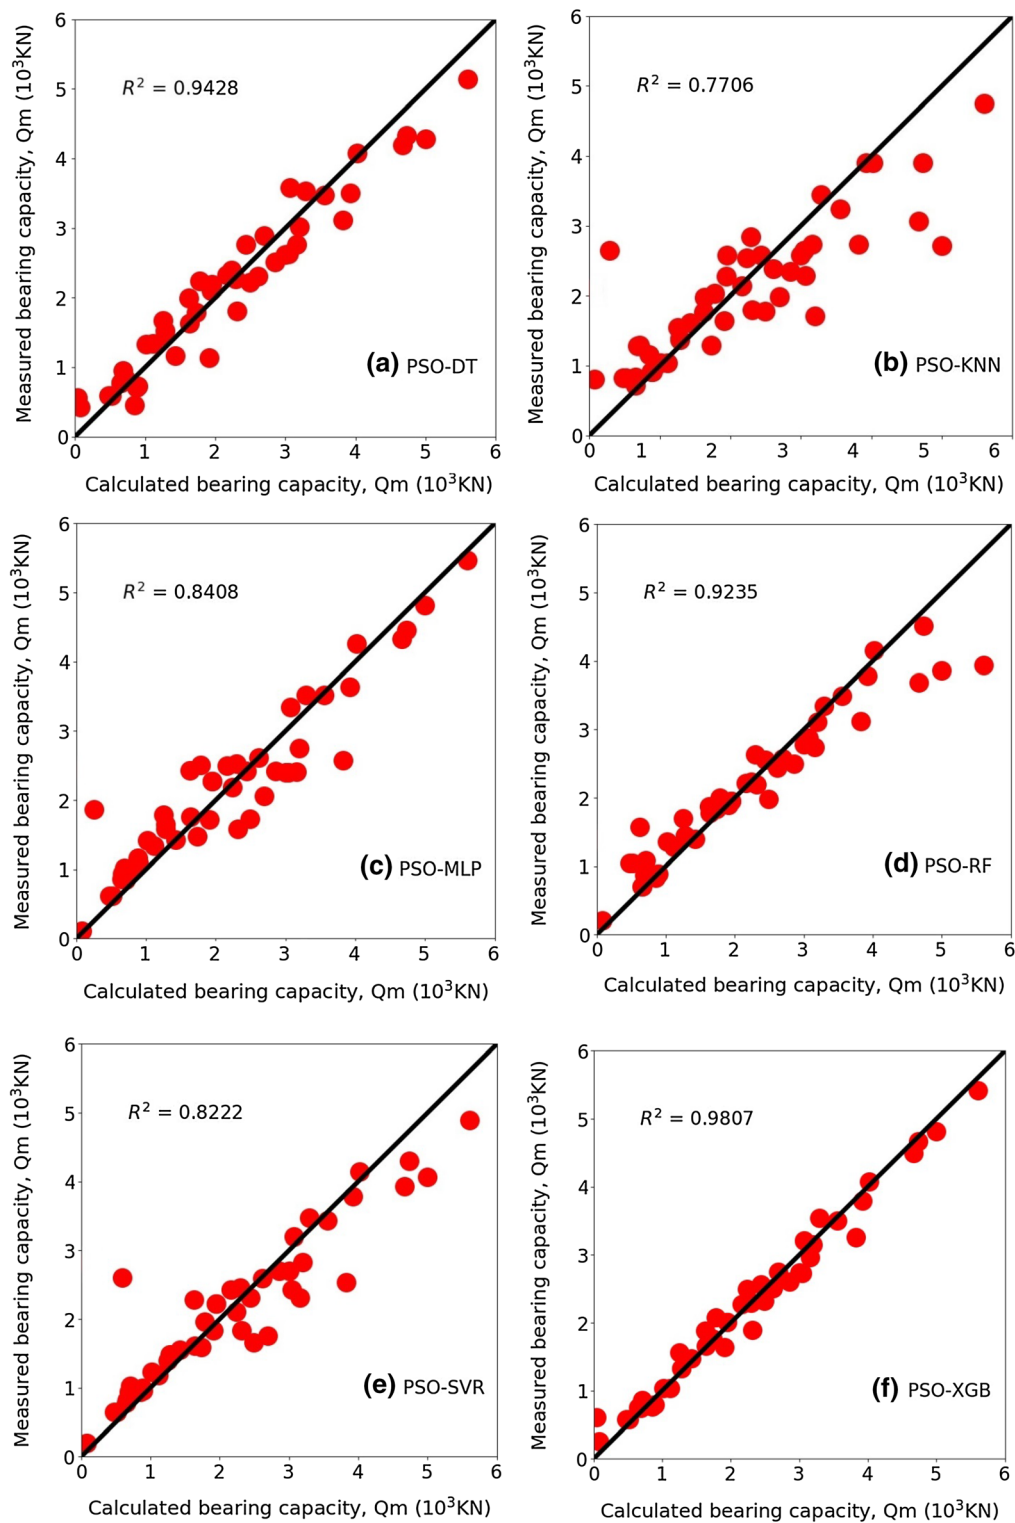 6
5
4
3
2
1
0
Measured bearing capacity, Qm (10³KN)
R² = 0.9428
(a) PSO-DT
0 1 2 3 4 5 6
Calculated bearing capacity, Qm (10³KN)
6
5
4
3
2
1
0
Measured bearing capacity, Qm (10³KN)
R² = 0.7706
(b) PSO-KNN
0 1 2 3 4 5 6
Calculated bearing capacity, Qm (10³KN)
6
5
4
3
2
1
0
Measured bearing capacity, Qm (10³KN)
R² = 0.8408
(c) PSO-MLP
0 1 2 3 4 5 6
Calculated bearing capacity, Qm (10³KN)
6
5
4
3
2
1
0
Measured bearing capacity, Qm (10³KN)
R² = 0.9235
(d) PSO-RF
0 1 2 3 4 5 6
Calculated bearing capacity, Qm (10³KN)
6
5
4
3
2
1
0
Measured bearing capacity, Qm (10³KN)
R² = 0.8222
(e) PSO-SVR
0 1 2 3 4 5 6
Calculated bearing capacity, Qm (10³KN)
6
5
4
3
2
1
0
Measured bearing capacity, Qm (10³KN)
R² = 0.9807
(f) PSO-XGB
0 1 2 3 4 5 6
Calculated bearing capacity, Qm (10³KN)